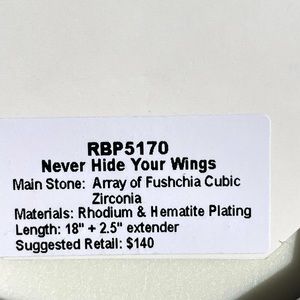 RBP5170
Never Hide Your Wings
Main Stone: Array of Fushchia Cubic
Zirconia
Materials: Rhodium & Hematite Plating
Length: 18" + 2.5" extender
Suggested Retail: $140